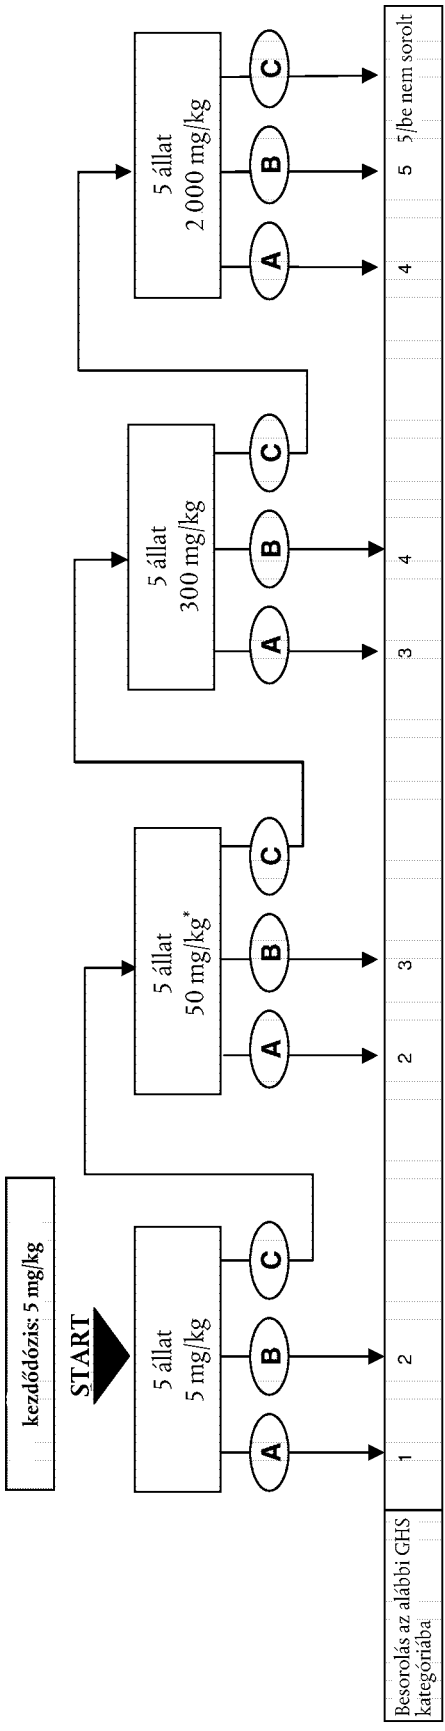 kezdődózis: 5 mg/kg
START
5 állat
5 mg/kg
A
B
C
5 állat
50 mg/kg*
A
B
C
5 állat
300 mg/kg
A
B
C
5 állat
2 000 mg/kg
A
B
C
Besorolás az alábbi GHS
kategóriába
1
2
2
3
3
4
4
5
5/be nem sorolt